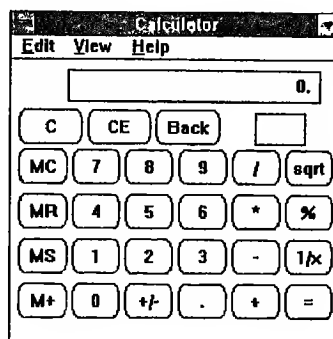 Calculator
Edit View Help
0.
C CE Back
MC 7 8 9 / sqrt
MR 4 5 6 * %
MS 1 2 3 - 1/x
M+ 0 +/- . + =